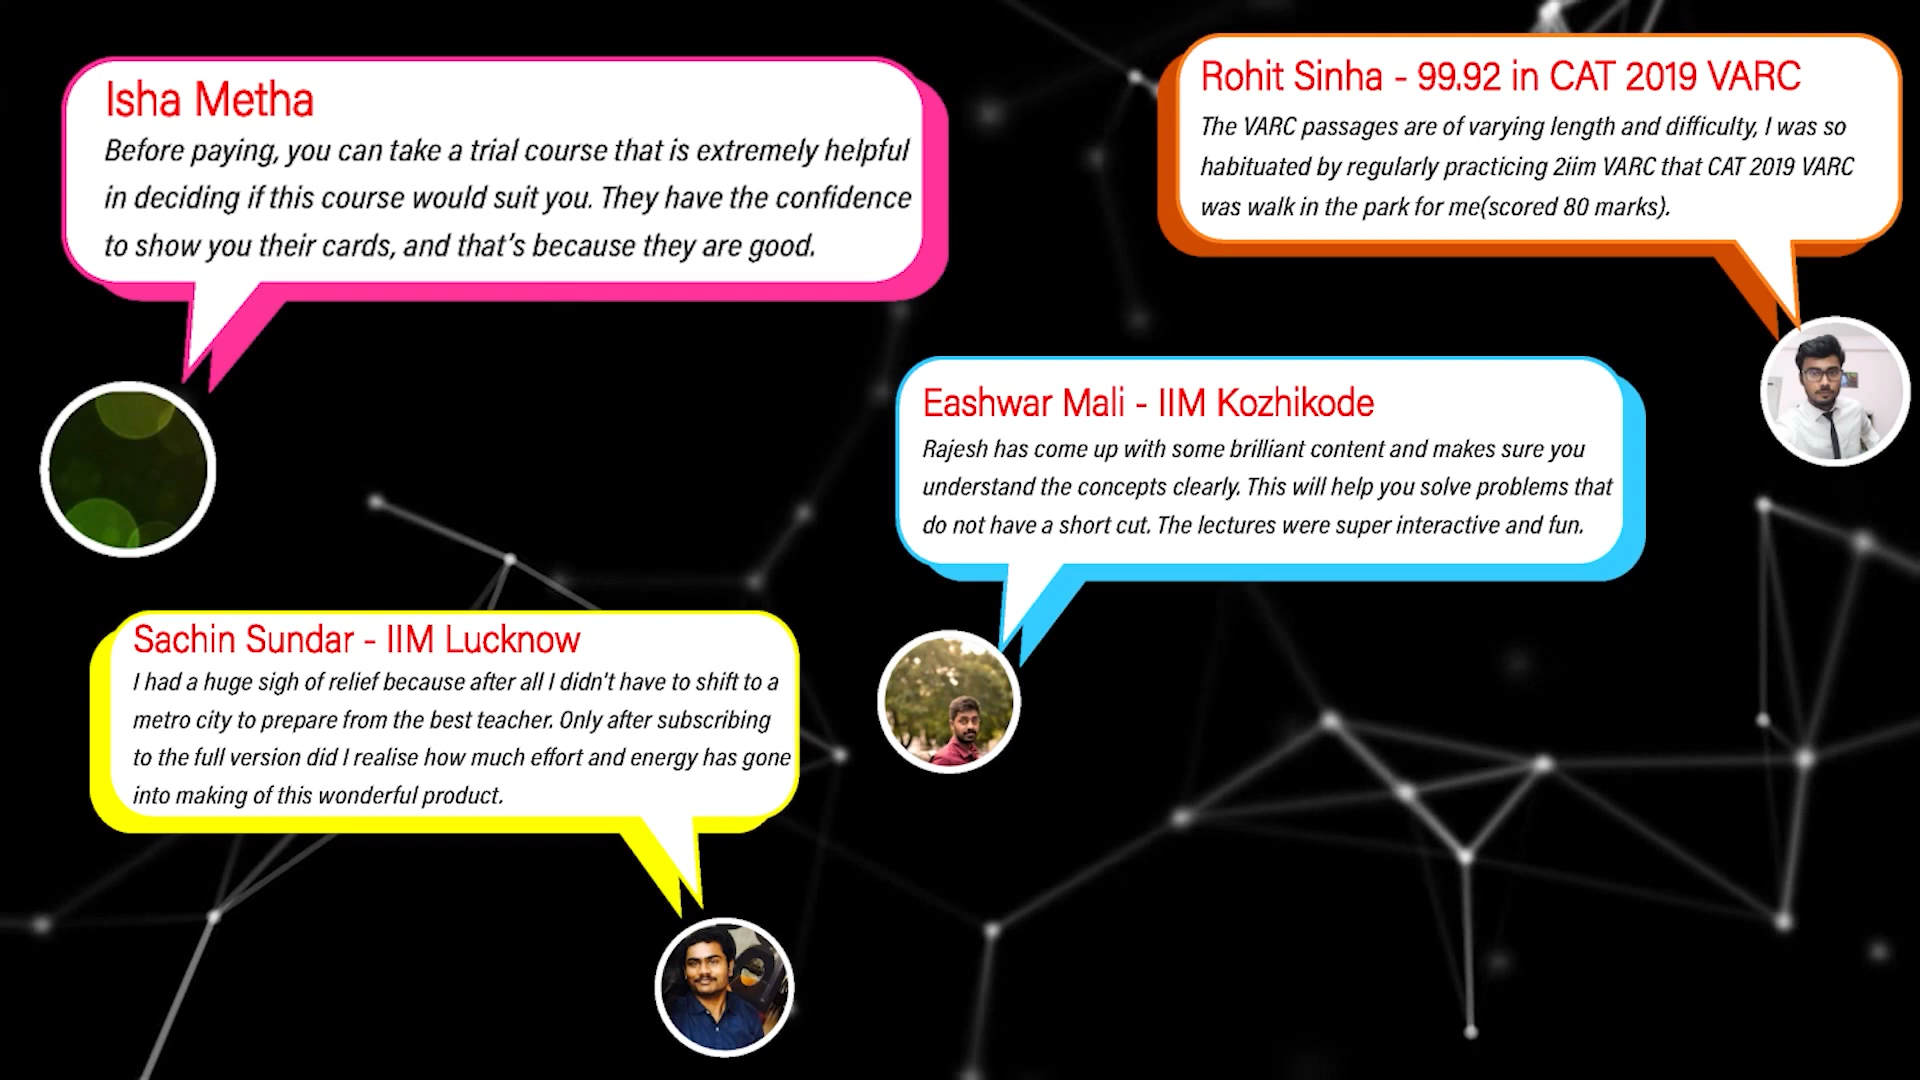 Isha Metha
Before paying, you can take a trial course that is extremely helpful
in deciding if this course would suit you. They have the confidence
to show you their cards, and that's because they are good.
Rohit Sinha - 99.92 in CAT 2019 VARC
The VARC passages are of varying length and difficulty, I was so
habituated by regularly practicing 2iim VARC that CAT 2019 VARC
was walk in the park for me(scored 80 marks).
Eashwar Mali - IIM Kozhikode
Rajesh has come up with some brilliant content and makes sure you
understand the concepts clearly. This will help you solve problems that
do not have a short cut. The lectures were super interactive and fun.
Sachin Sundar - IIM Lucknow
I had a huge sigh of relief because after all I didn't have to shift to a
metro city to prepare from the best teacher. Only after subscribing
to the full version did I realise how much effort and energy has gone
into making of this wonderful product.